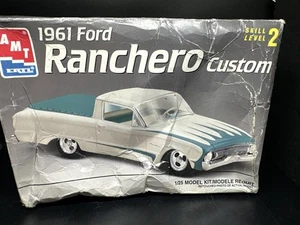 AMT
ERTL
1961 Ford
Ranchero Custom
SKILL
LEVEL 2
1/25 MODEL KIT/MODELE REDUIT